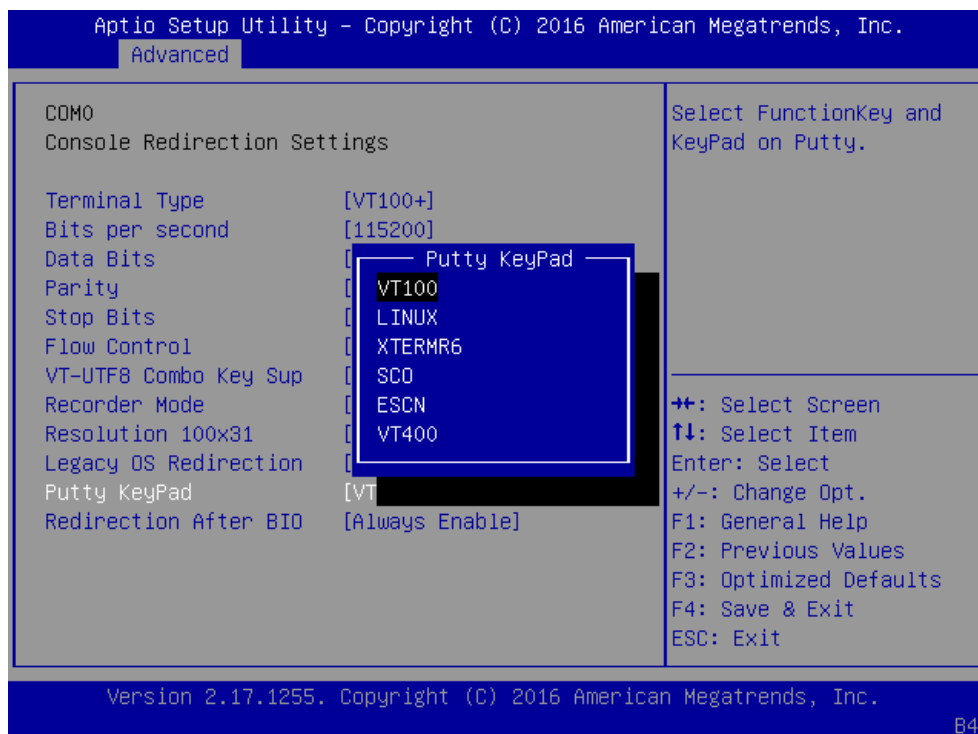 Aptio Setup Utility – Copyright (C) 2016 American Megatrends, Inc.
Advanced
COM0
Console Redirection Settings
Terminal Type [VT100+]
Bits per second [115200]
Data Bits [
Parity [
Stop Bits [
Flow Control [
VT-UTF8 Combo Key Sup [
Recorder Mode [
Resolution 100x31 [
Legacy OS Redirection [
Putty KeyPad [VT
Redirection After BIO [Always Enable]
Putty KeyPad
VT100
LINUX
XTERMR6
SCO
ESCN
VT400
Select FunctionKey and
KeyPad on Putty.
→←: Select Screen
↑↓: Select Item
Enter: Select
+/-: Change Opt.
F1: General Help
F2: Previous Values
F3: Optimized Defaults
F4: Save & Exit
ESC: Exit
Version 2.17.1255. Copyright (C) 2016 American Megatrends, Inc.
B4